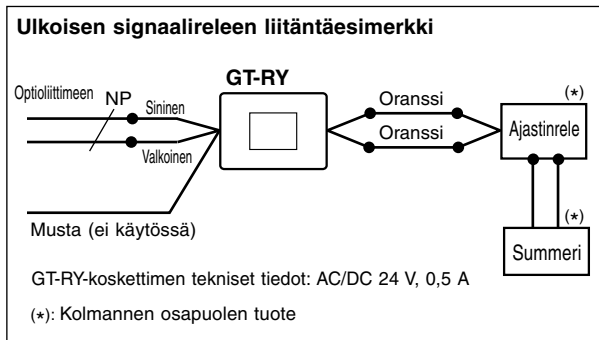 Ulkoisen signaalireleen liitäntäesimerkki
GT-RY
Optioliittimeen
NP
Sininen
Valkoinen
Musta (ei käytössä)
Oranssi
Oranssi
(*)
Ajastinrele
(*)
Summeri
GT-RY-koskettimen tekniset tiedot: AC/DC 24 V, 0,5 A
(*): Kolmannen osapuolen tuote